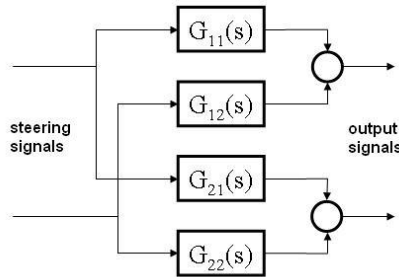 G₁₁(s)
G₁₂(s)
steering
signals
output
signals
G₂₁(s)
G₂₂(s)